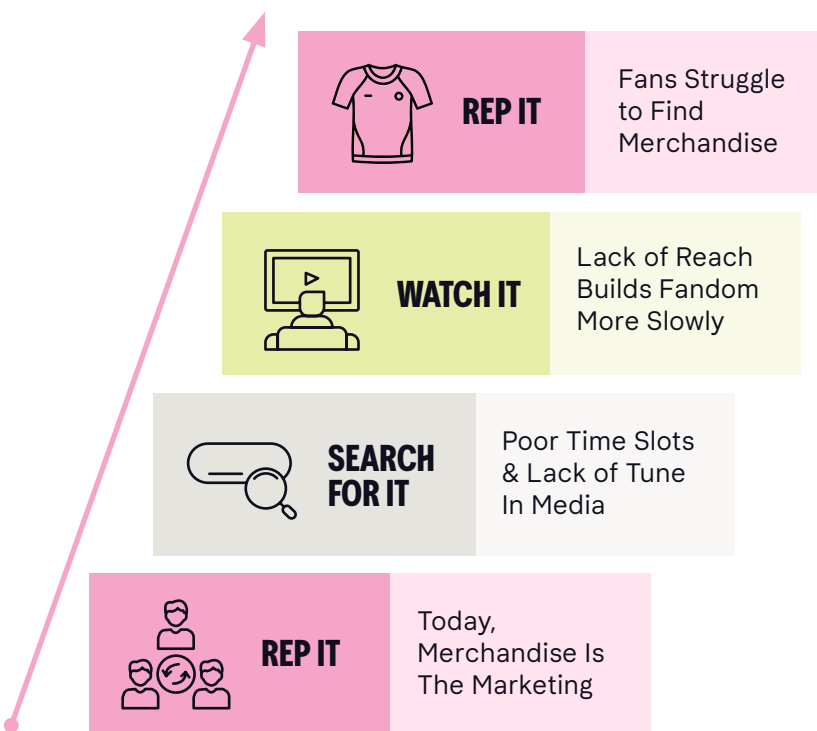 REP IT
Fans Struggle
to Find
Merchandise
WATCH IT
Lack of Reach
Builds Fandom
More Slowly
SEARCH
FOR IT
Poor Time Slots
& Lack of Tune
In Media
REP IT
Today,
Merchandise Is
The Marketing